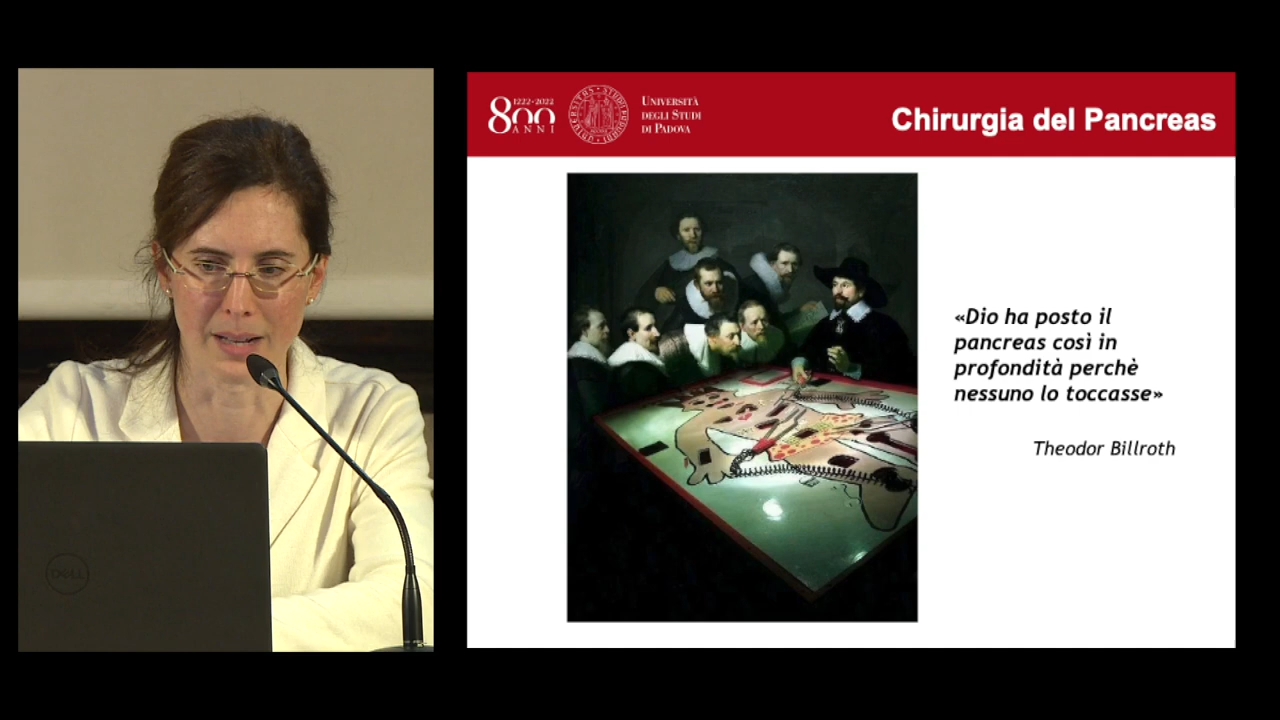 1222-2022
800
ANNI
UNIVERSITÀ
DEGLI STUDI
DI PADOVA
Chirurgia del Pancreas
«Dio ha posto il
pancreas così in
profondità perchè
nessuno lo toccasse»
Theodor Billroth
DELL